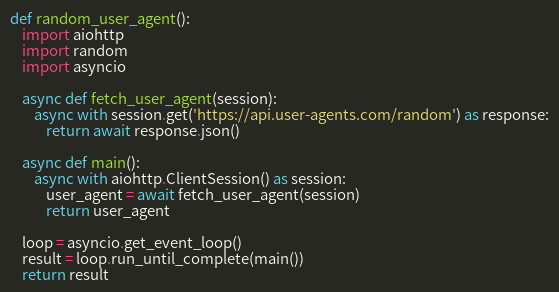 def random_user_agent():
    import aiohttp
    import random
    import asyncio

    async def fetch_user_agent(session):
        async with session.get('https://api.user-agents.com/random') as response:
            return await response.json()

    async def main():
        async with aiohttp.ClientSession() as session:
            user_agent = await fetch_user_agent(session)
            return user_agent

    loop = asyncio.get_event_loop()
    result = loop.run_until_complete(main())
    return result